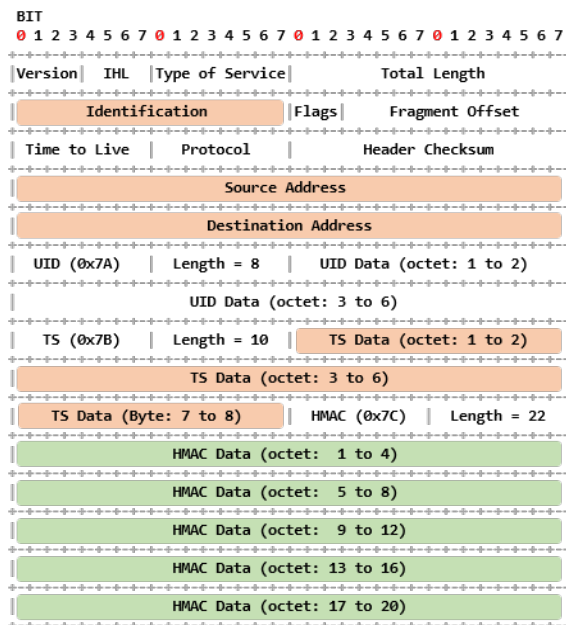 BIT
0 1 2 3 4 5 6 7 0 1 2 3 4 5 6 7 0 1 2 3 4 5 6 7 0 1 2 3 4 5 6 7
Version IHL Type of Service Total Length
Identification Flags Fragment Offset
Time to Live Protocol Header Checksum
Source Address
Destination Address
UID (0x7A) Length = 8 UID Data (octet: 1 to 2)
UID Data (octet: 3 to 6)
TS (0x7B) Length = 10 TS Data (octet: 1 to 2)
TS Data (octet: 3 to 6)
TS Data (Byte: 7 to 8) HMAC (0x7C) Length = 22
HMAC Data (octet: 1 to 4)
HMAC Data (octet: 5 to 8)
HMAC Data (octet: 9 to 12)
HMAC Data (octet: 13 to 16)
HMAC Data (octet: 17 to 20)